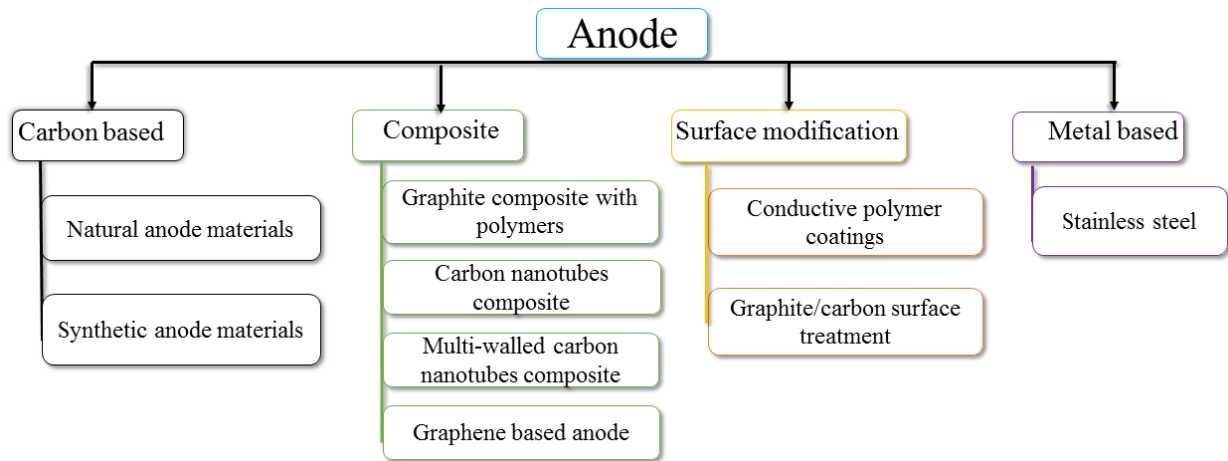 Anode
Carbon based
Natural anode materials
Synthetic anode materials
Composite
Graphite composite with
polymers
Carbon nanotubes
composite
Multi-walled carbon
nanotubes composite
Graphene based anode
Surface modification
Conductive polymer
coatings
Graphite/carbon surface
treatment
Metal based
Stainless steel